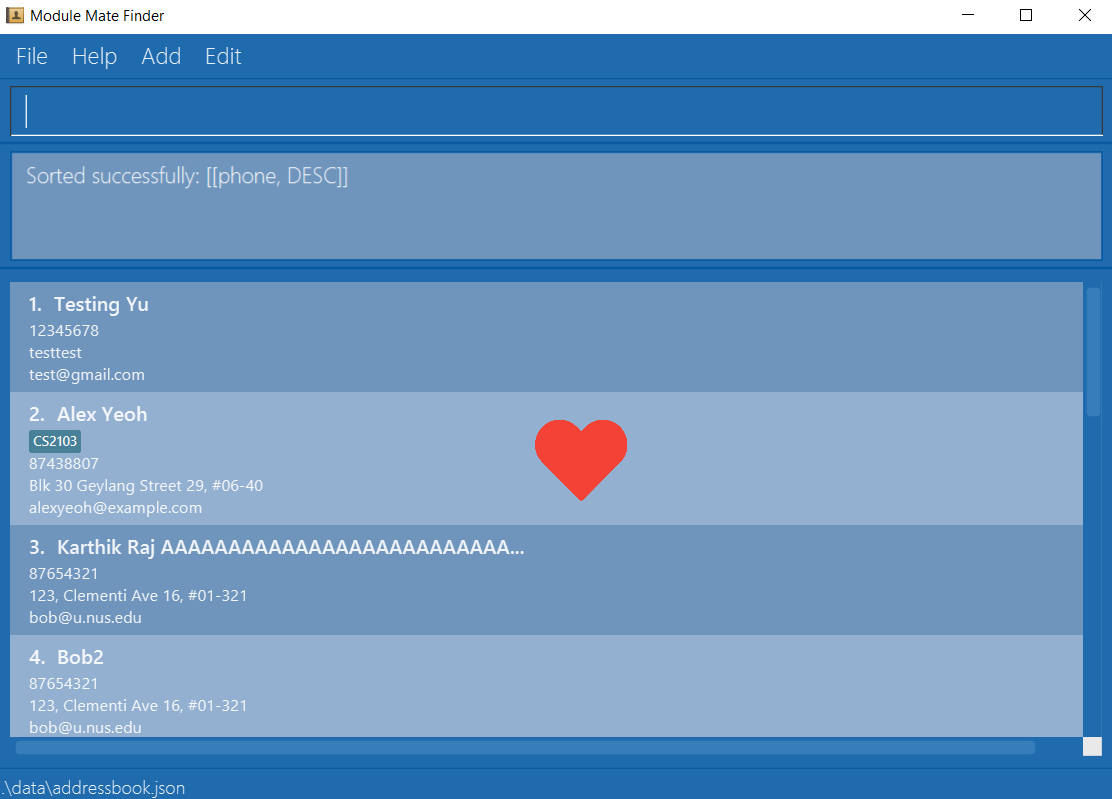 Module Mate Finder
File Help Add Edit
Sorted successfully: [[phone, DESC]]
1. Testing Yu
12345678
testtest
test@gmail.com
2. Alex Yeoh
CS2103
87438807
Blk 30 Geylang Street 29, #06-40
alexyeoh@example.com
3. Karthik Raj AAAAAAAAAAAAAAAAAAAAAAAAAA...
87654321
123, Clementi Ave 16, #01-321
bob@u.nus.edu
4. Bob2
87654321
123, Clementi Ave 16, #01-321
bob@u.nus.edu
.\data\addressbook.json